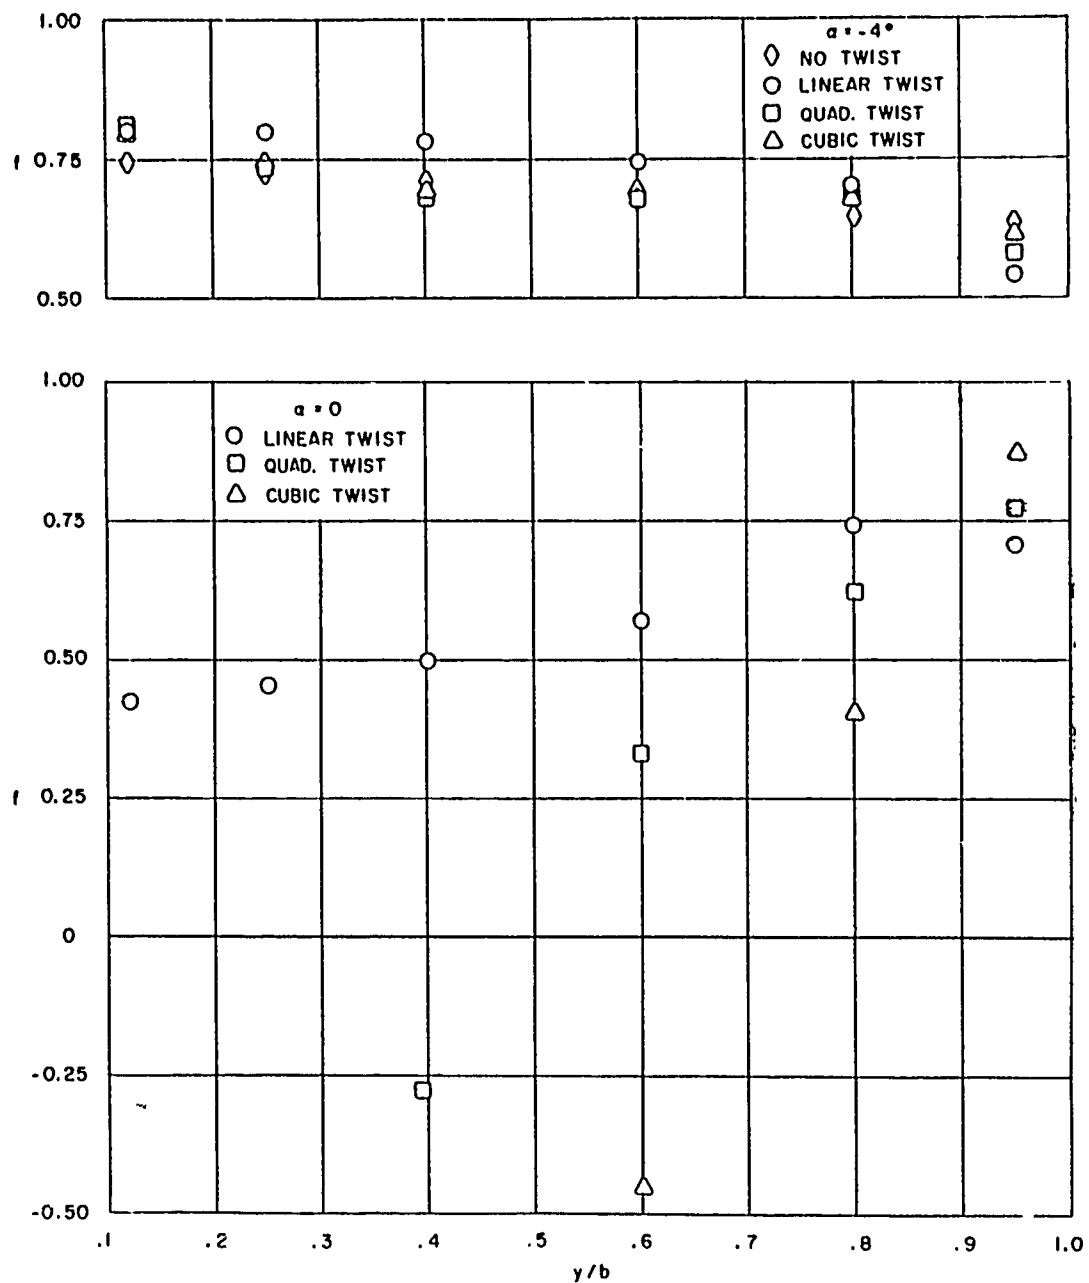 1.00
α = -4°
NO TWIST
LINEAR TWIST
QUAD. TWIST
CUBIC TWIST
f 0.75
0.50
1.00
α = 0
LINEAR TWIST
QUAD. TWIST
CUBIC TWIST
0.75
0.50
f 0.25
0
-0.25
-0.50
.1 .2 .3 .4 .5 .6 .7 .8 .9 1.0
y/b